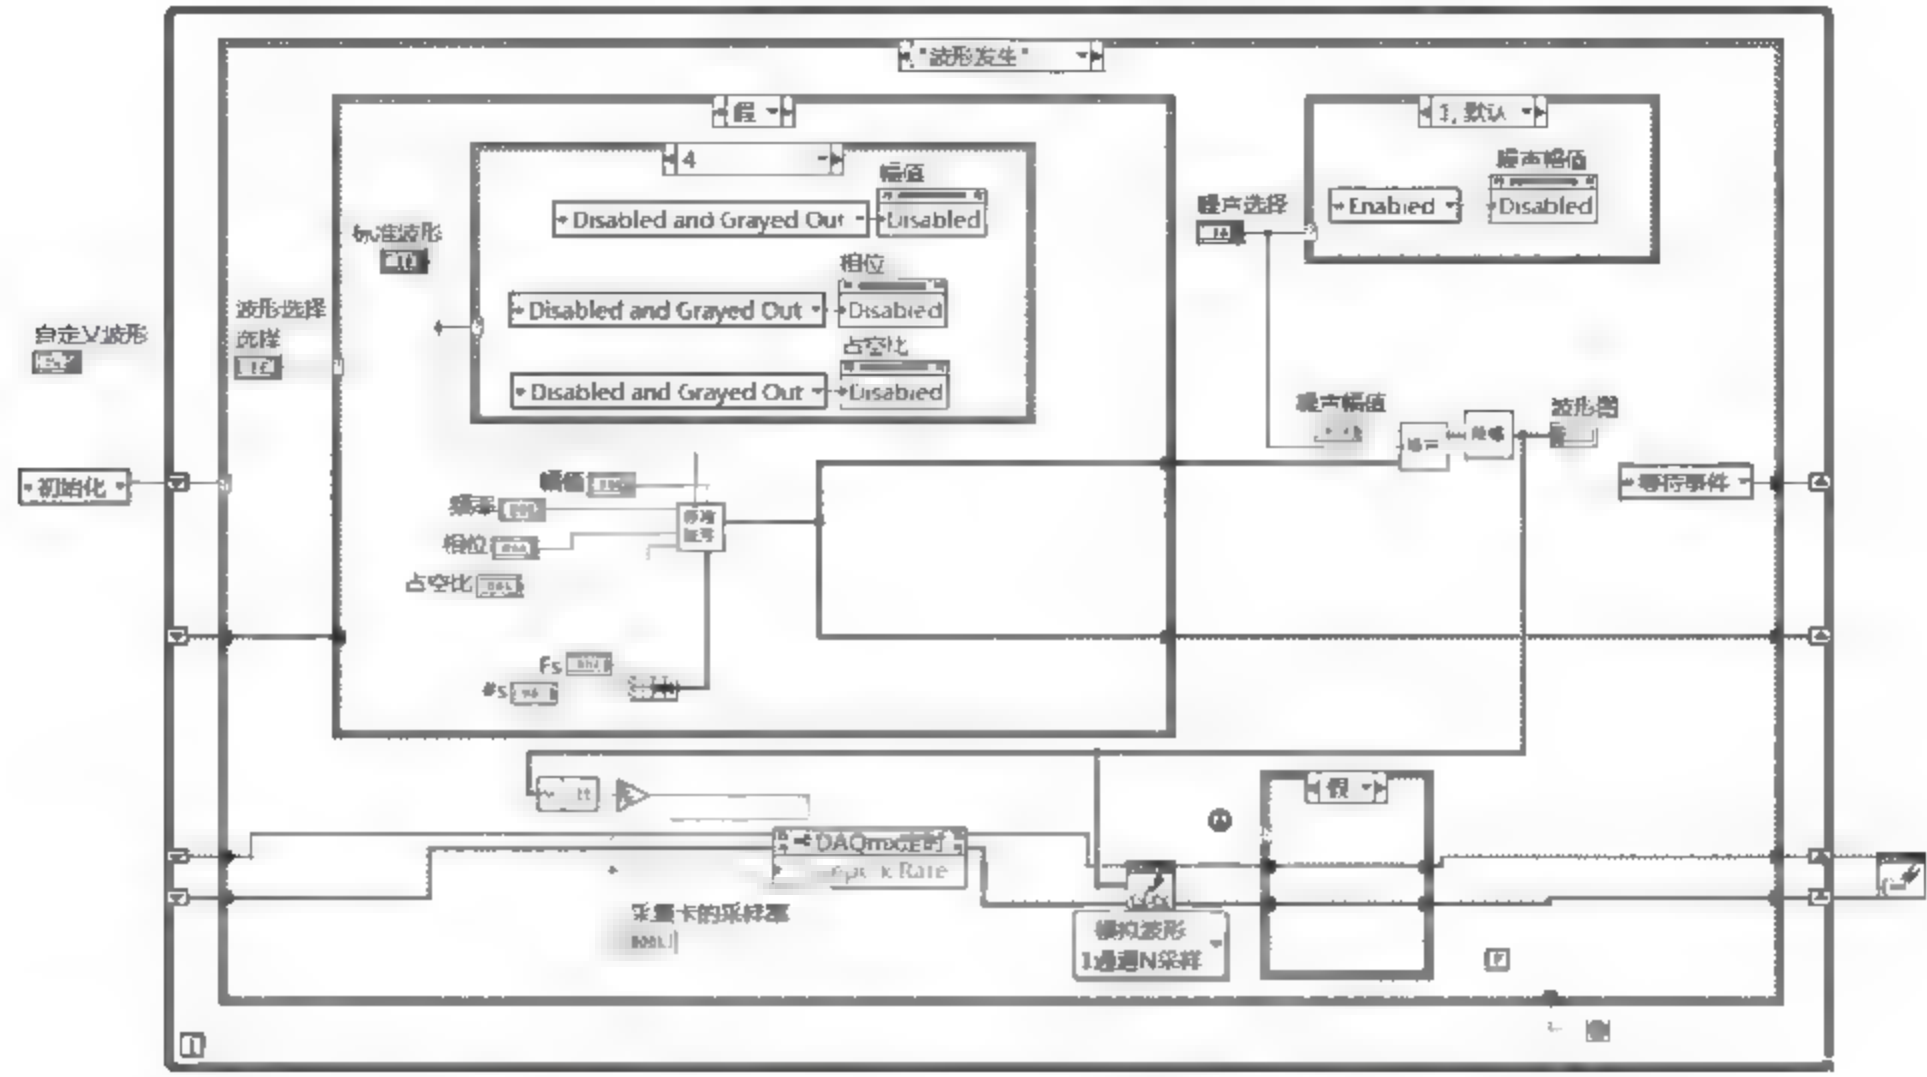 "波形发生"
假
4
幅值
Disabled and Grayed Out
Disabled
标准波形
相位
Disabled and Grayed Out
Disabled
占空比
Disabled and Grayed Out
Disabled
1, 默认
噪声幅值
Enabled
Disabled
噪声选择
自定义波形
波形选择
选择
初始化
幅值
频率
相位
占空比
Fs
#s
噪声幅值
噪声
波形图
等待事件
假
DAQmx定时
Rate
采集卡的采样率
模拟波形
1通道N采样
F
i